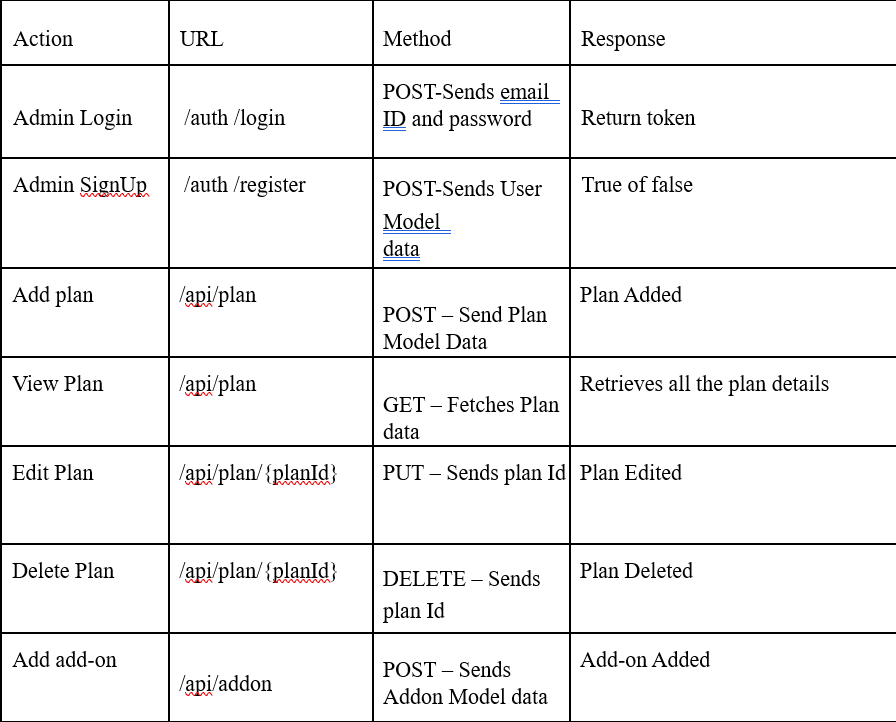 Action URL Method Response
Admin Login /auth /login POST-Sends email
ID and password Return token
Admin SignUp /auth /register POST-Sends User
Model
data True of false
Add plan /api/plan POST – Send Plan
Model Data Plan Added
View Plan /api/plan GET – Fetches Plan
data Retrieves all the plan details
Edit Plan /api/plan/{planId} PUT – Sends plan Id Plan Edited
Delete Plan /api/plan/{planId} DELETE – Sends
plan Id Plan Deleted
Add add-on /api/addon POST – Sends
Addon Model data Add-on Added